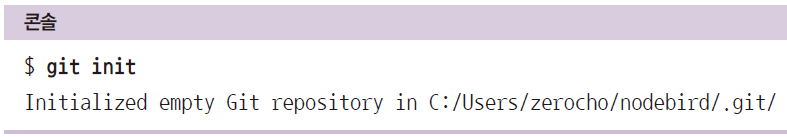 콘솔
$ git init
Initialized empty Git repository in C:/Users/zerocho/nodebird/.git/